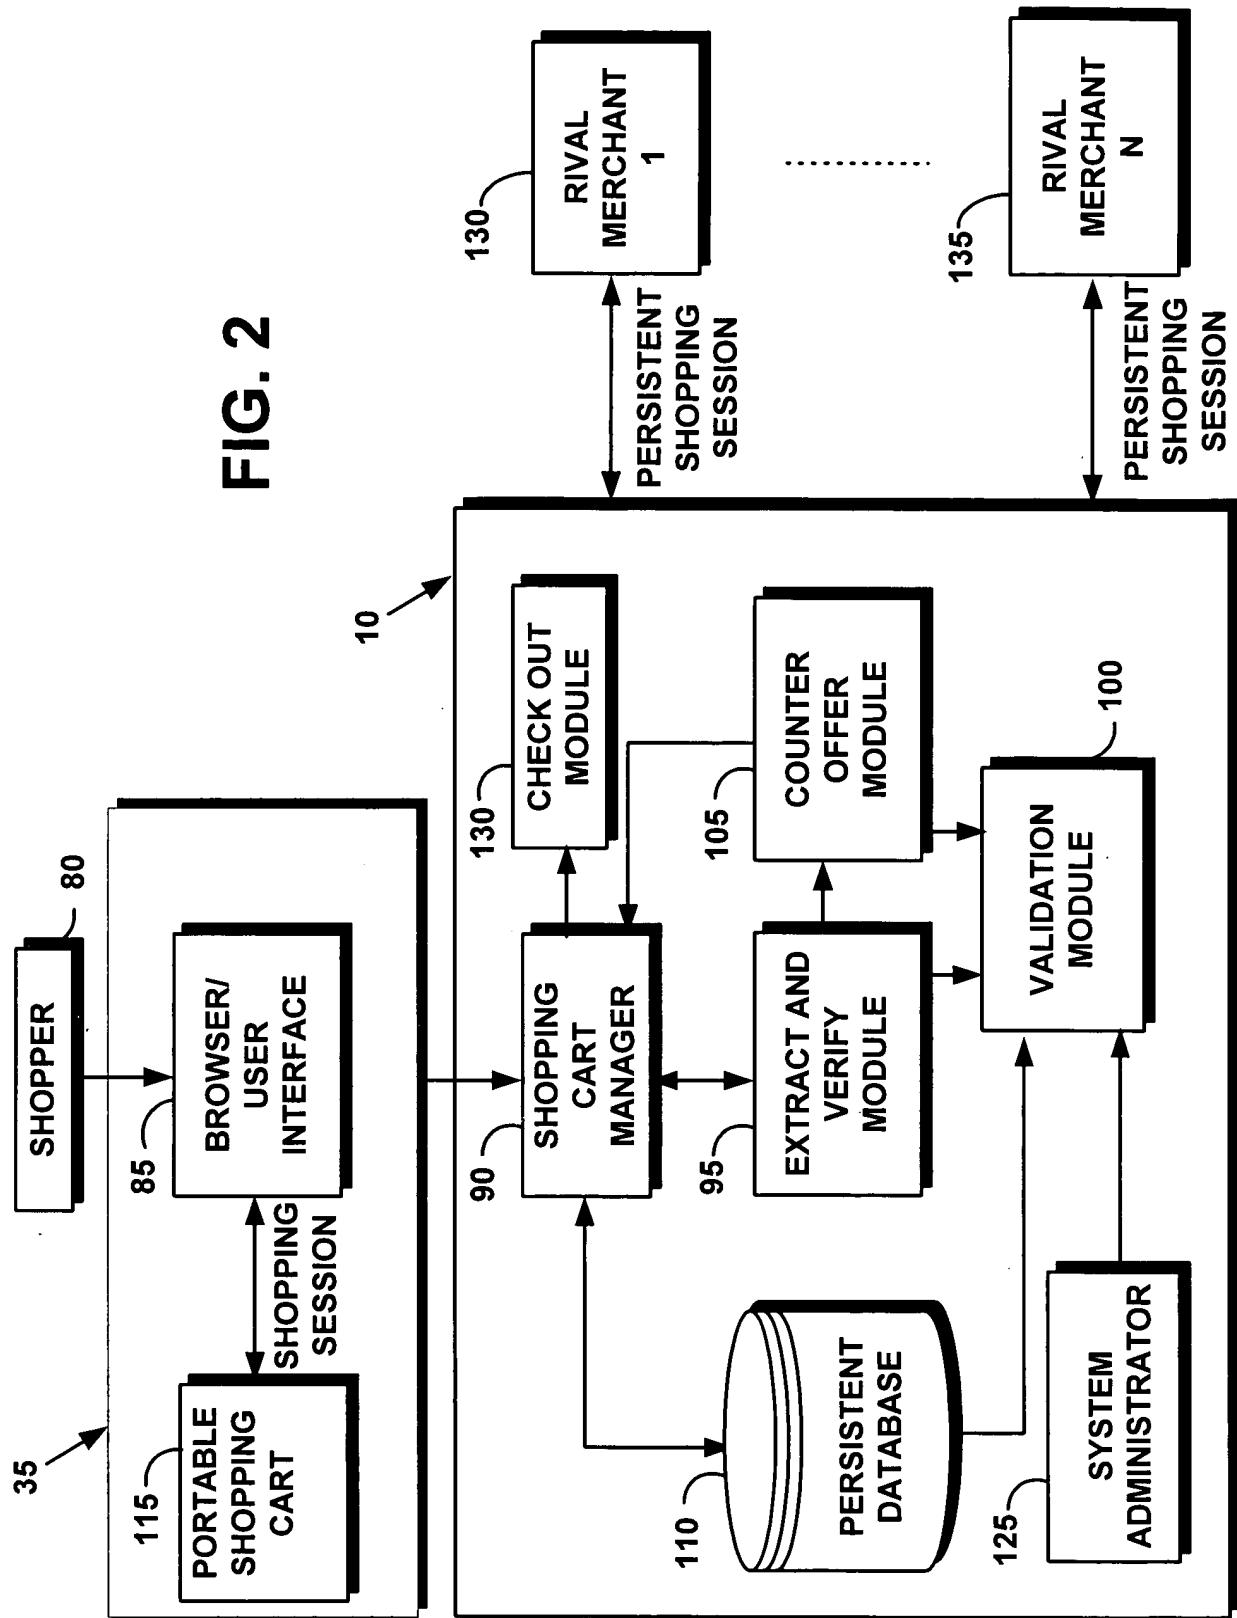 FIG. 2
35
115
PORTABLE
SHOPPING
CART
SHOPPING
SESSION
SHOPPER
80
85
BROWSER/
USER
INTERFACE
10
90
SHOPPING
CART
MANAGER
130
CHECK OUT
MODULE
110
PERSISTENT
DATABASE
95
EXTRACT AND
VERIFY
MODULE
105
COUNTER
OFFER
MODULE
125
SYSTEM
ADMINISTRATOR
VALIDATION
MODULE
100
PERSISTENT
SHOPPING
SESSION
130
RIVAL
MERCHANT
1
PERSISTENT
SHOPPING
SESSION
135
RIVAL
MERCHANT
N